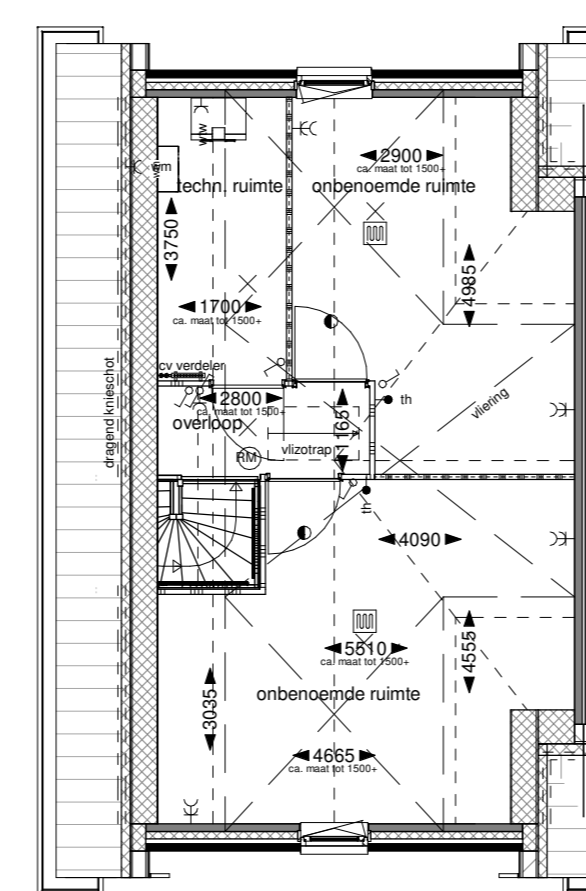 2900
ca. maat tot 1500+
wm
techn. ruimte
onbenoemde ruimte
3750
4985
1700
ca. maat tot 1500+
cv verdeler
dragend knieschot
2800
ca. maat tot 1500+
1165
th
vliering
overloop
RM
vlizotrap
th
4090
5510
ca. maat tot 1500+
4555
onbenoemde ruimte
3035
4665
ca. maat tot 1500+